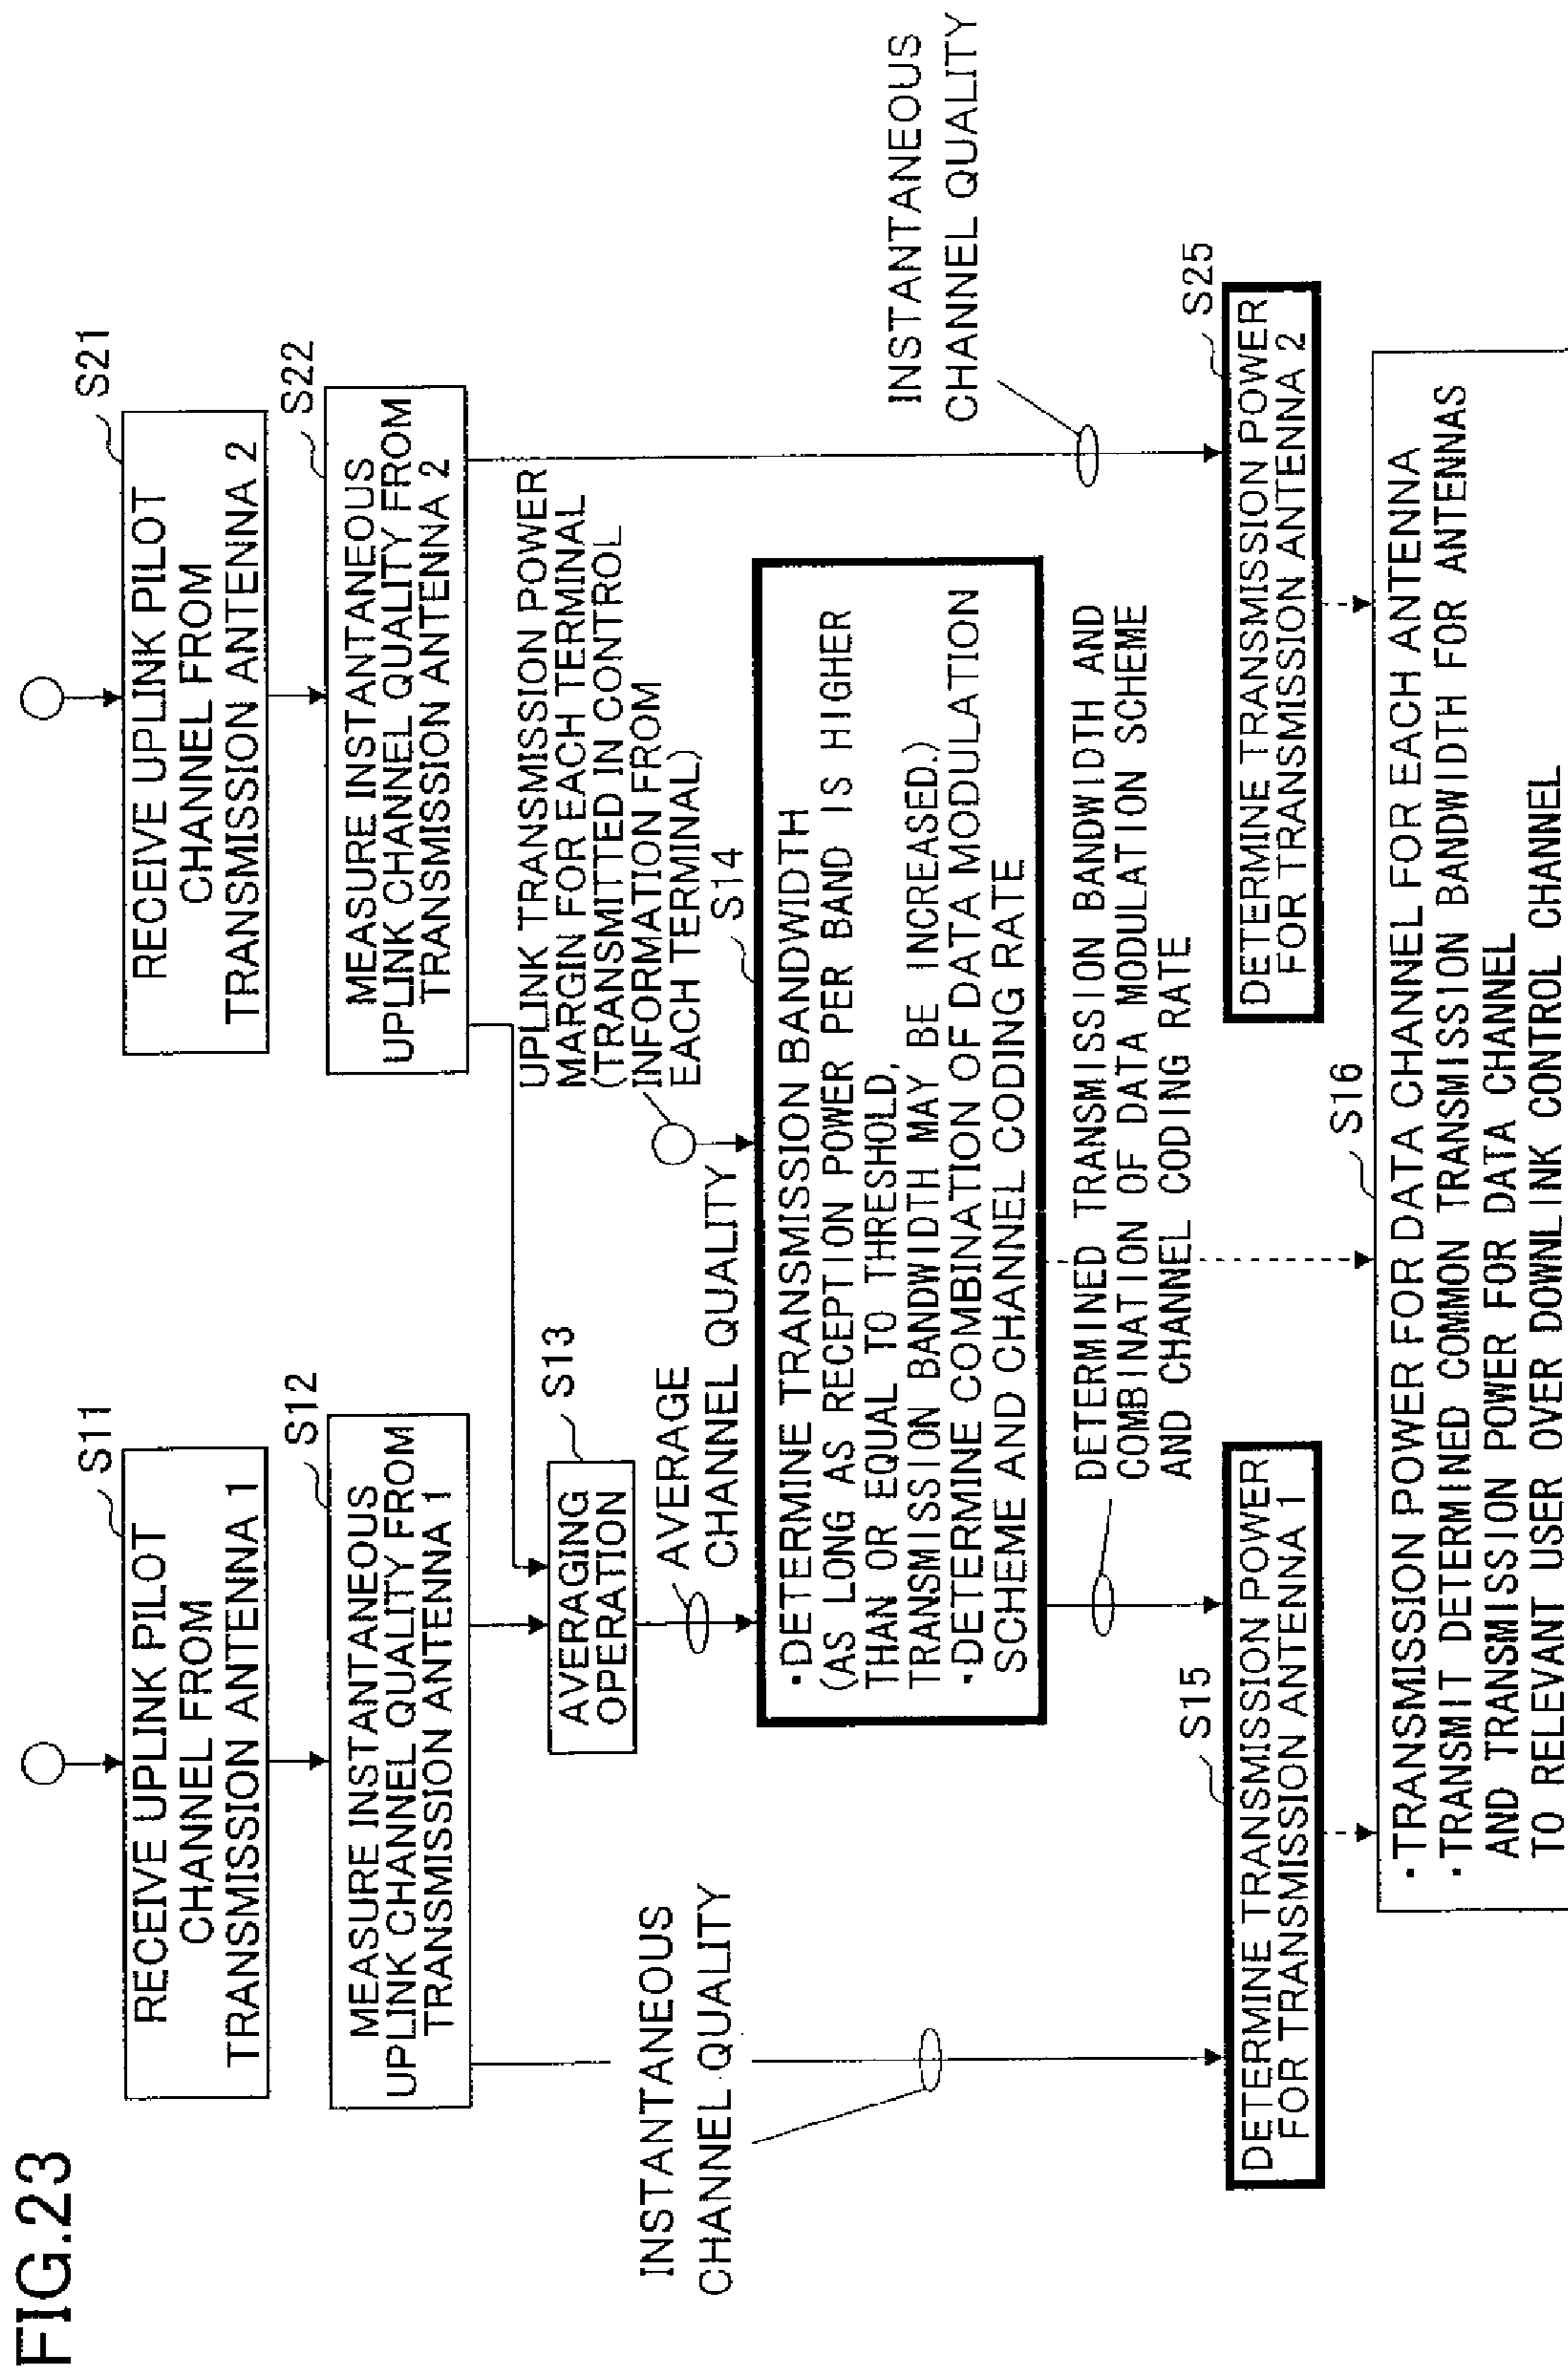 FIG.23
RECEIVE UPLINK PILOT
CHANNEL FROM
TRANSMISSION ANTENNA 1
S11
MEASURE INSTANTANEOUS
UPLINK CHANNEL QUALITY FROM
TRANSMISSION ANTENNA 1
S12
RECEIVE UPLINK PILOT
CHANNEL FROM
TRANSMISSION ANTENNA 2
S21
MEASURE INSTANTANEOUS
UPLINK CHANNEL QUALITY FROM
TRANSMISSION ANTENNA 2
S22
AVERAGING
OPERATION
S13
AVERAGE
CHANNEL QUALITY
UPLINK TRANSMISSION POWER
MARGIN FOR EACH TERMINAL
(TRANSMITTED IN CONTROL
INFORMATION FROM
EACH TERMINAL)
S14
・DETERMINE TRANSMISSION BANDWIDTH
(AS LONG AS RECEPTION POWER PER BAND IS HIGHER
THAN OR EQUAL TO THRESHOLD,
TRANSMISSION BANDWIDTH MAY BE INCREASED.)
・DETERMINE COMBINATION OF DATA MODULATION
SCHEME AND CHANNEL CODING RATE
INSTANTANEOUS
CHANNEL QUALITY
INSTANTANEOUS
CHANNEL QUALITY
DETERMINED TRANSMISSION BANDWIDTH AND
COMBINATION OF DATA MODULATION SCHEME
AND CHANNEL CODING RATE
S15
DETERMINE TRANSMISSION POWER
FOR TRANSMISSION ANTENNA 1
S25
DETERMINE TRANSMISSION POWER
FOR TRANSMISSION ANTENNA 2
S16
・TRANSMISSION POWER FOR DATA CHANNEL FOR EACH ANTENNA
・TRANSMIT DETERMINED COMMON TRANSMISSION BANDWIDTH FOR ANTENNAS
AND TRANSMISSION POWER FOR DATA CHANNEL
TO RELEVANT USER OVER DOWNLINK CONTROL CHANNEL